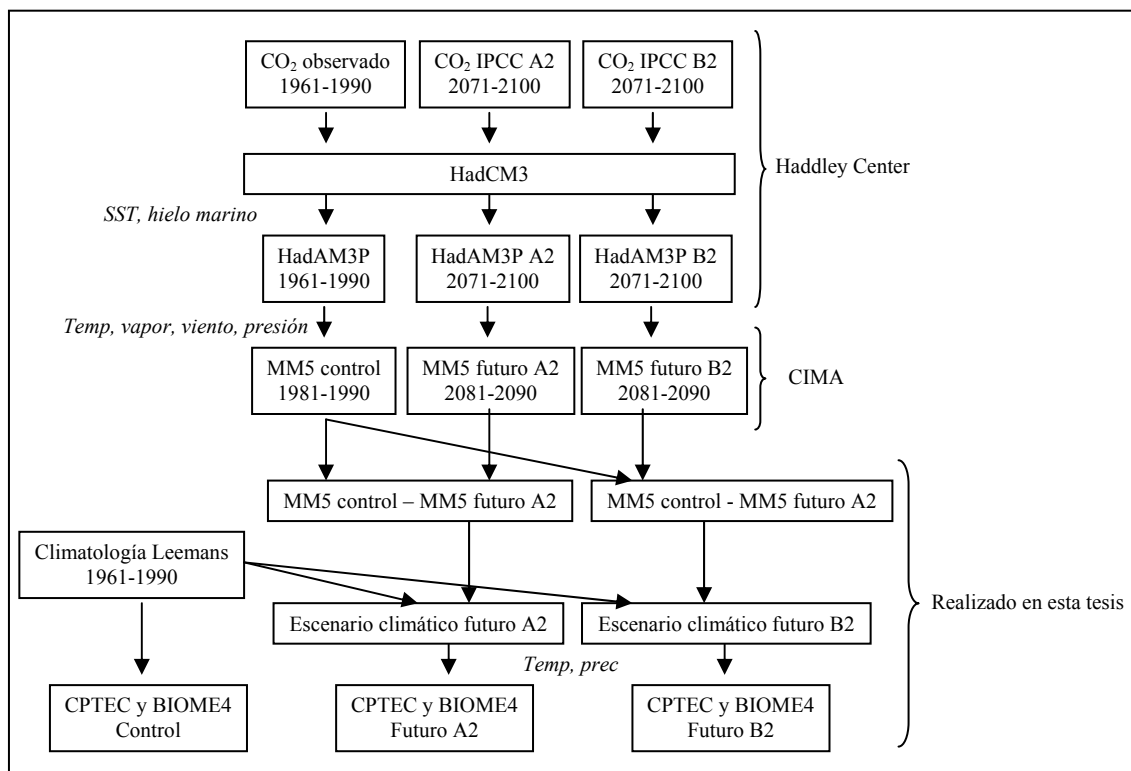 CO₂ observado
1961-1990
CO₂ IPCC A2
2071-2100
CO₂ IPCC B2
2071-2100
HadCM3
Haddley Center
SST, hielo marino
HadAM3P
1961-1990
HadAM3P A2
2071-2100
HadAM3P B2
2071-2100
Temp, vapor, viento, presión
MM5 control
1981-1990
MM5 futuro A2
2081-2090
MM5 futuro B2
2081-2090
CIMA
MM5 control – MM5 futuro A2
MM5 control - MM5 futuro A2
Climatología Leemans
1961-1990
Realizado en esta tesis
Escenario climático futuro A2
Escenario climático futuro B2
Temp, prec
CPTEC y BIOME4
Control
CPTEC y BIOME4
Futuro A2
CPTEC y BIOME4
Futuro B2